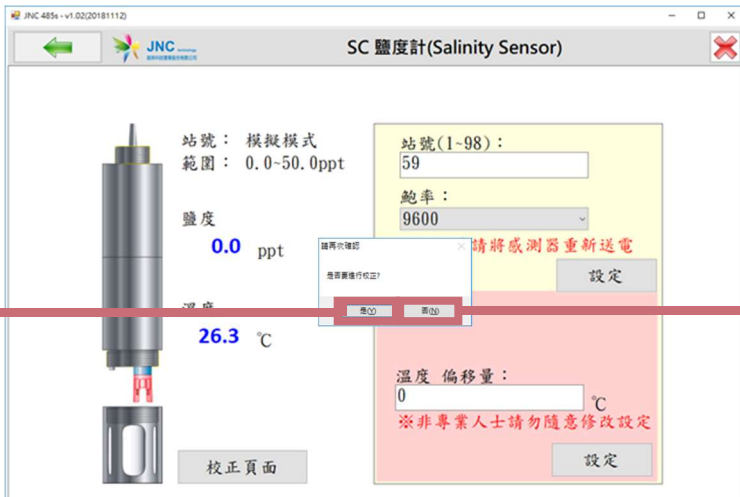 JNC 485s - v1.02(20181112)
JNC technology
SC 鹽度計(Salinity Sensor)
站號： 模擬模式
範圍： 0.0~50.0ppt
鹽度
0.0 ppt
溫度
26.3 ℃
校正頁面
站號(1~98)：
59
鮑率：
9600
請將感測器重新送電
設定
請再次確認
是否要進行校正?
是(Y)
否(N)
溫度 偏移量：
0
℃
※非專業人士請勿隨意修改設定
設定